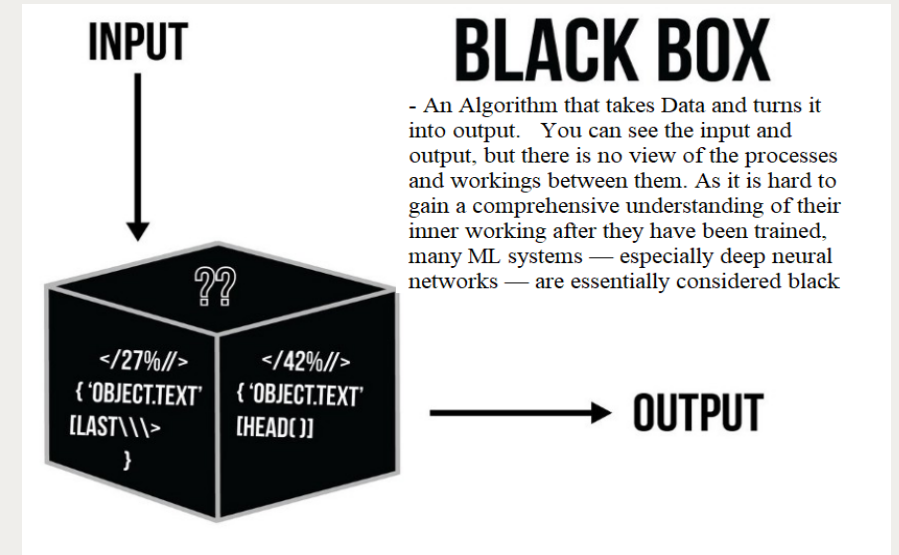 INPUT
BLACK BOX
- An Algorithm that takes Data and turns it
into output.   You can see the input and
output, but there is no view of the processes
and workings between them. As it is hard to
gain a comprehensive understanding of their
inner working after they have been trained,
many ML systems — especially deep neural
networks — are essentially considered black
??
</27%//>
{ ‘OBJECT.TEXT’
[LAST\\\>
}
</42%//>
{ ‘OBJECT.TEXT’
[HEAD( )]
OUTPUT